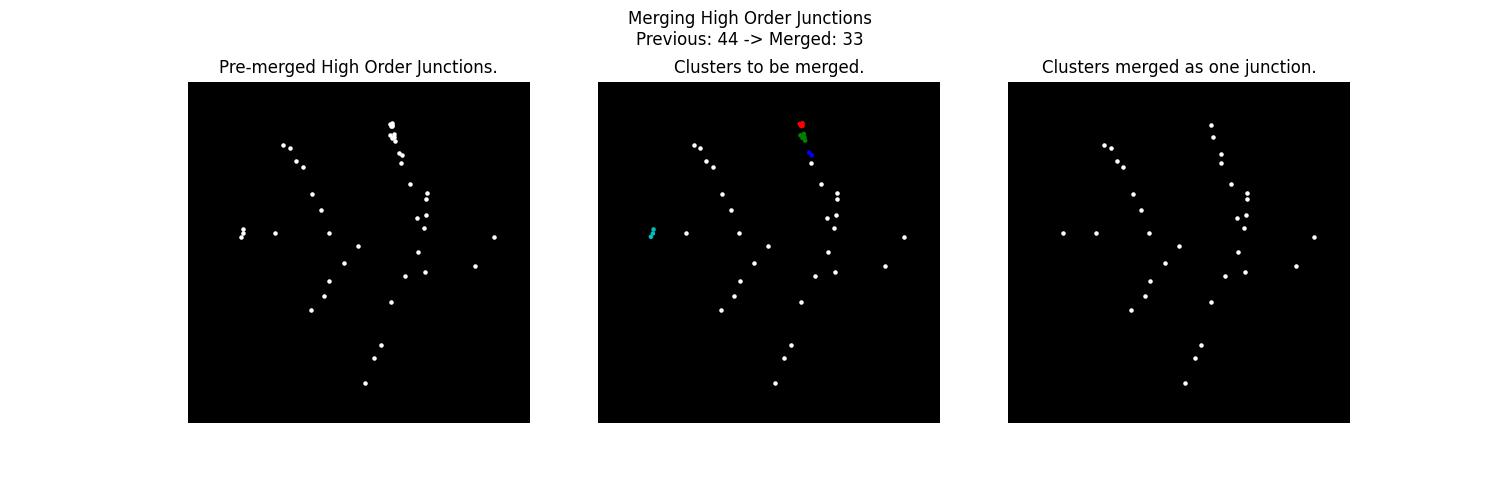 Merging High Order Junctions
Previous: 44 -> Merged: 33
Pre-merged High Order Junctions.
Clusters to be merged.
Clusters merged as one junction.